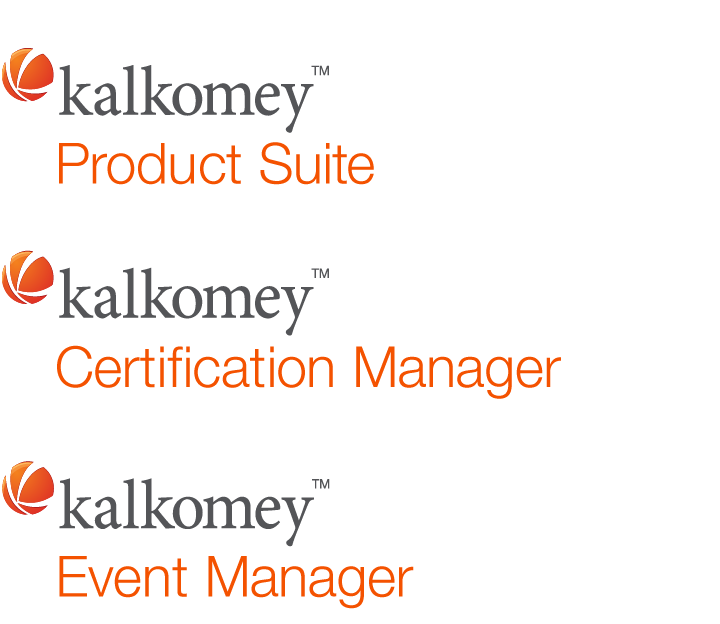 kalkomey™
Product Suite
kalkomey™
Certification Manager
kalkomey™
Event Manager